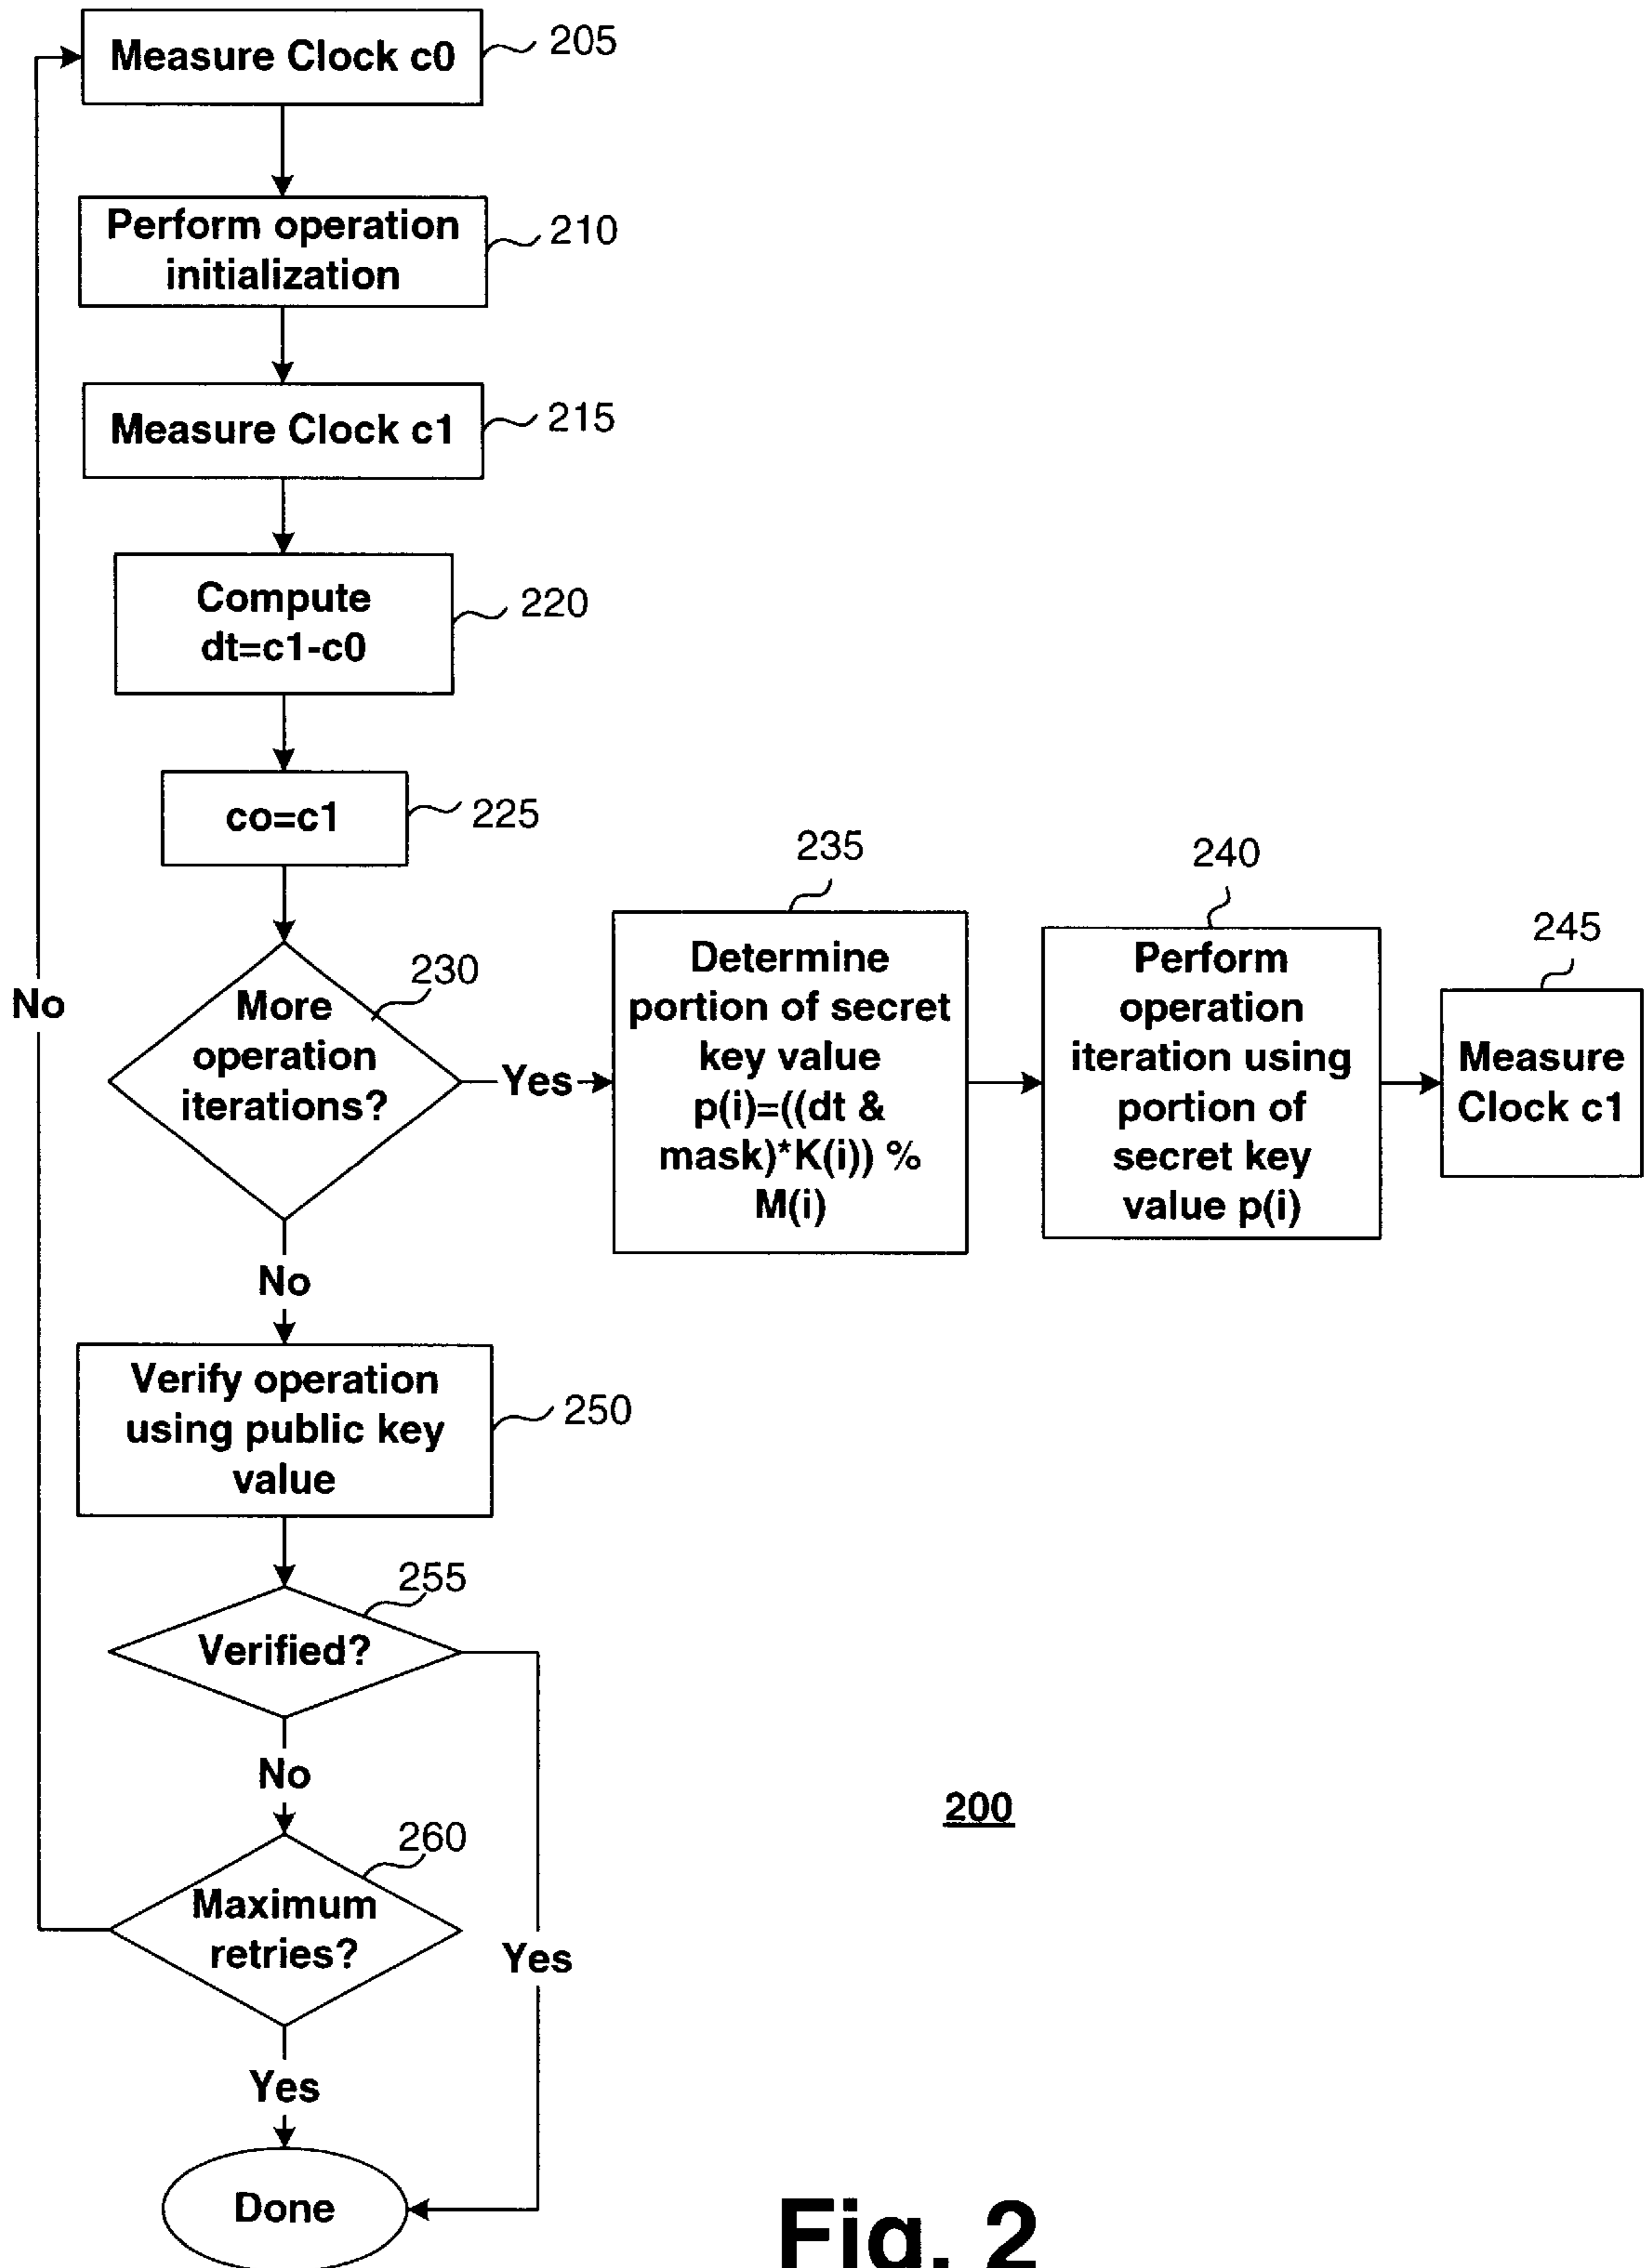 Measure Clock c0
205
Perform operation
initialization
210
Measure Clock c1
215
Compute
dt=c1-c0
220
co=c1
225
More
operation
iterations?
230
Yes
235
Determine
portion of secret
key value
p(i)=((dt &
mask)*K(i)) %
M(i)
240
Perform
operation
iteration using
portion of
secret key
value p(i)
245
Measure
Clock c1
No
No
Verify operation
using public key
value
250
255
Verified?
No
260
Maximum
retries?
Yes
Yes
Done
200
Fig. 2